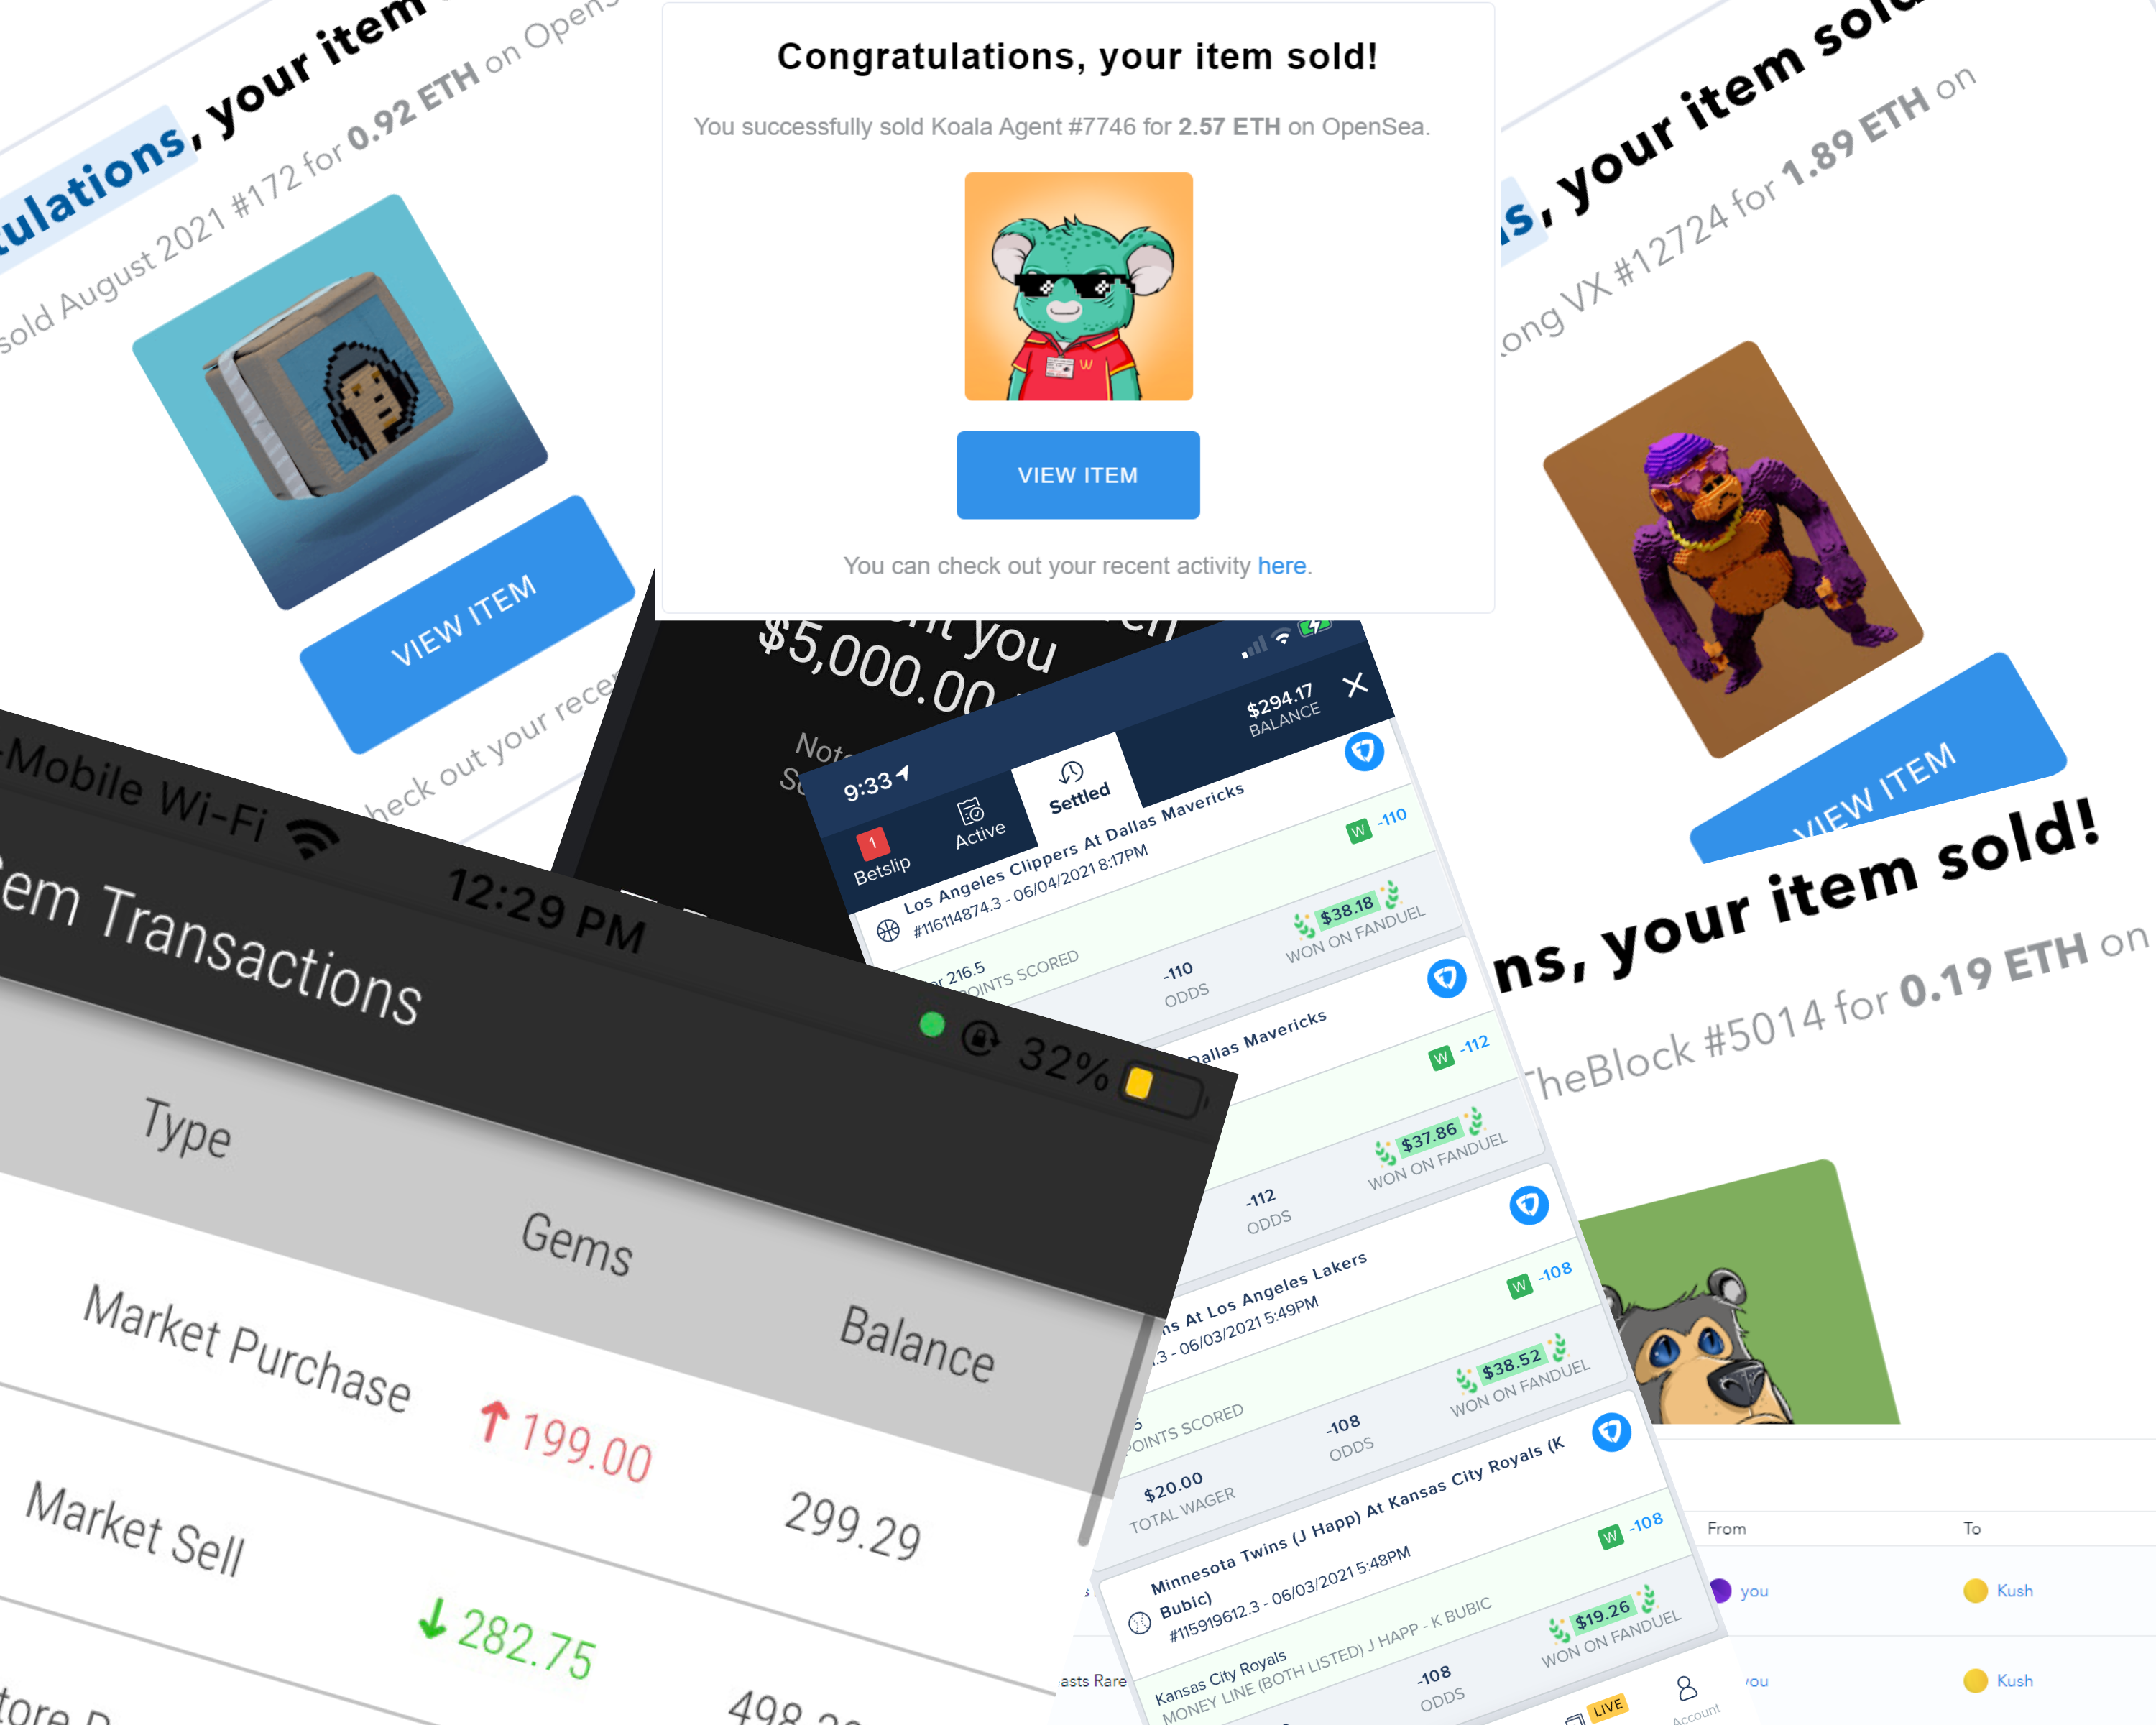 tulations, your item
sold August 2021 #172 for 0.92 ETH on Opens
VIEW ITEM
heck out your recen
Congratulations, your item sold!
You successfully sold Koala Agent #7746 for 2.57 ETH on OpenSea.
W
VIEW ITEM
You can check out your recent activity here.
s, your item sold
ong VX #12724 for 1.89 ETH on
VIEW ITEM
ns, your item sold!
TheBlock #5014 for 0.19 ETH on
nt you
$5,000.00
Note
9:33
$294.17
BALANCE
1
Betslip
Active
Settled
Los Angeles Clippers At Dallas Mavericks
#116114874.3 - 06/04/2021 8:17PM
W -110
er 216.5
POINTS SCORED
-110
ODDS
$38.18
WON ON FANDUEL
Dallas Mavericks
W -112
-112
ODDS
$37.86
WON ON FANDUEL
ns At Los Angeles Lakers
.3 - 06/03/2021 5:49PM
W -108
POINTS SCORED
$20.00
TOTAL WAGER
-108
ODDS
$38.52
WON ON FANDUEL
Minnesota Twins (J Happ) At Kansas City Royals (K
Bubic)
#115919612.3 - 06/03/2021 5:48PM
W -108
Kansas City Royals
MONEY LINE (BOTH LISTED) J HAPP - K BUBIC
-108
ODDS
$19.26
WON ON FANDUEL
LIVE
Account
-Mobile Wi-Fi
12:29 PM
32%
em Transactions
Type
Gems
Balance
Market Purchase
199.00
299.29
Market Sell
282.75
From
To
you
Kush
asts Rare
you
Kush